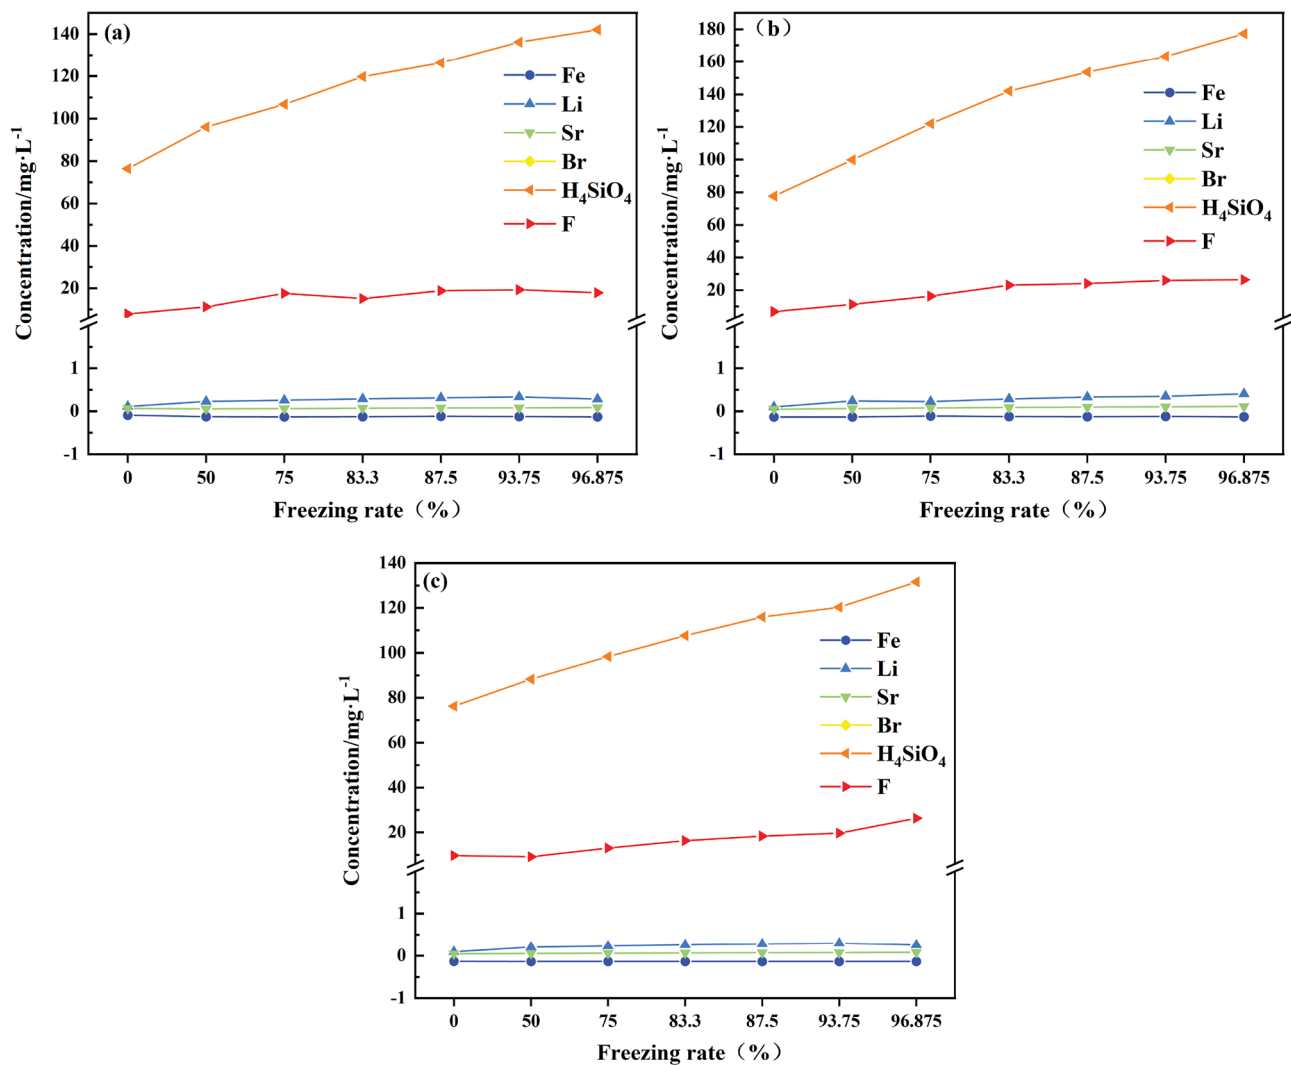 (a)
140
120
100
80
60
40
20
1
0
-1
Concentration/mg·L⁻¹
Fe
Li
Sr
Br
H₄SiO₄
F
0 50 75 83.3 87.5 93.75 96.875
Freezing rate（%）
（b）
180
160
140
120
100
80
60
40
20
1
0
-1
Concentration/mg·L⁻¹
Fe
Li
Sr
Br
H₄SiO₄
F
0 50 75 83.3 87.5 93.75 96.875
Freezing rate（%）
(c)
140
120
100
80
60
40
20
1
0
-1
Concentration/mg·L⁻¹
Fe
Li
Sr
Br
H₄SiO₄
F
0 50 75 83.3 87.5 93.75 96.875
Freezing rate（%）